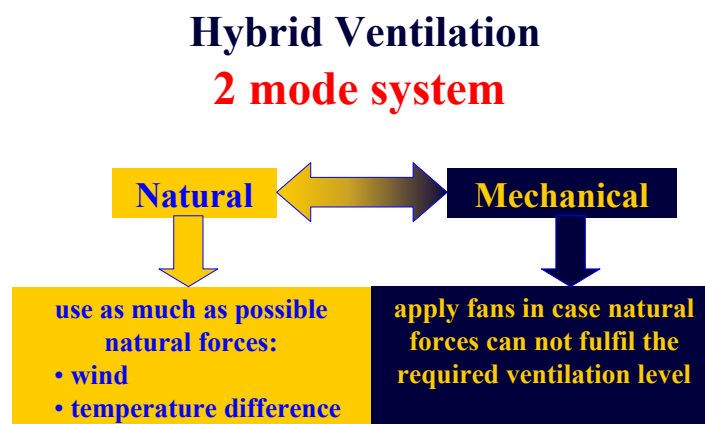 Hybrid Ventilation
2 mode system
Natural
Mechanical
use as much as possible
natural forces:
• wind
• temperature difference
apply fans in case natural
forces can not fulfil the
required ventilation level